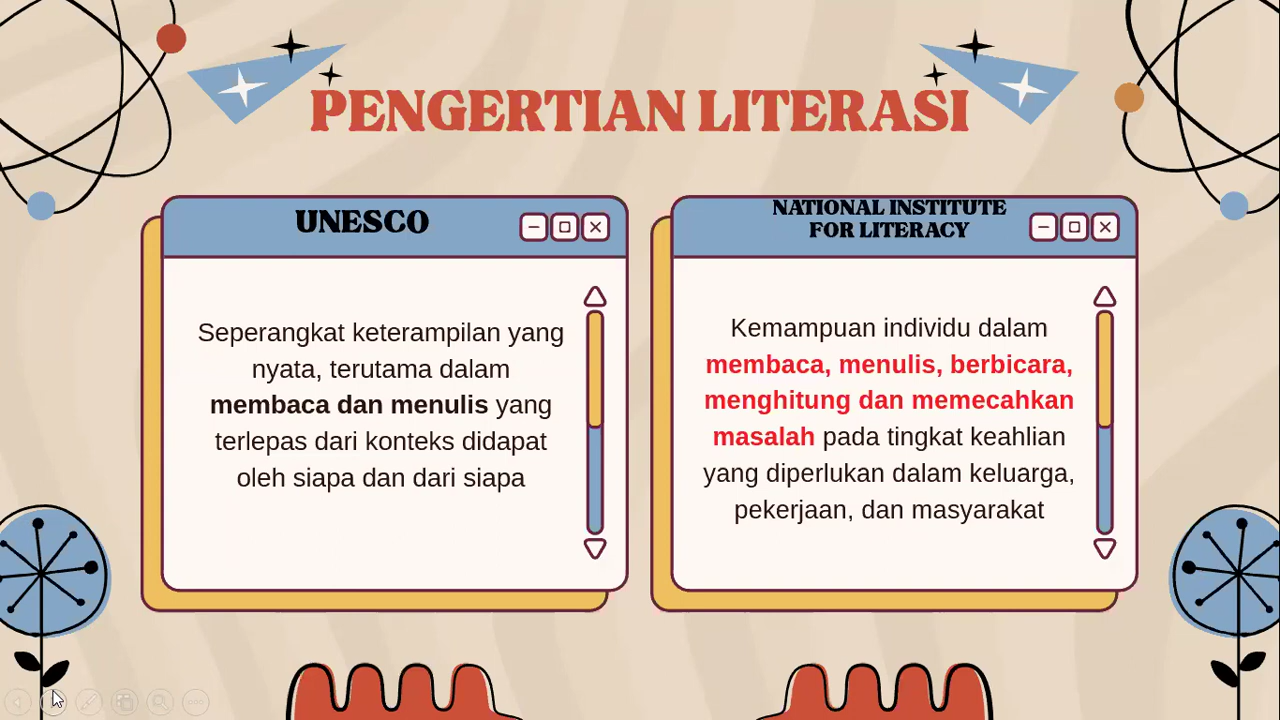 PENGERTIAN LITERASI
UNESCO
Seperangkat keterampilan yang
nyata, terutama dalam
membaca dan menulis yang
terlepas dari konteks didapat
oleh siapa dan dari siapa
NATIONAL INSTITUTE
FOR LITERACY
Kemampuan individu dalam
membaca, menulis, berbicara,
menghitung dan memecahkan
masalah pada tingkat keahlian
yang diperlukan dalam keluarga,
pekerjaan, dan masyarakat